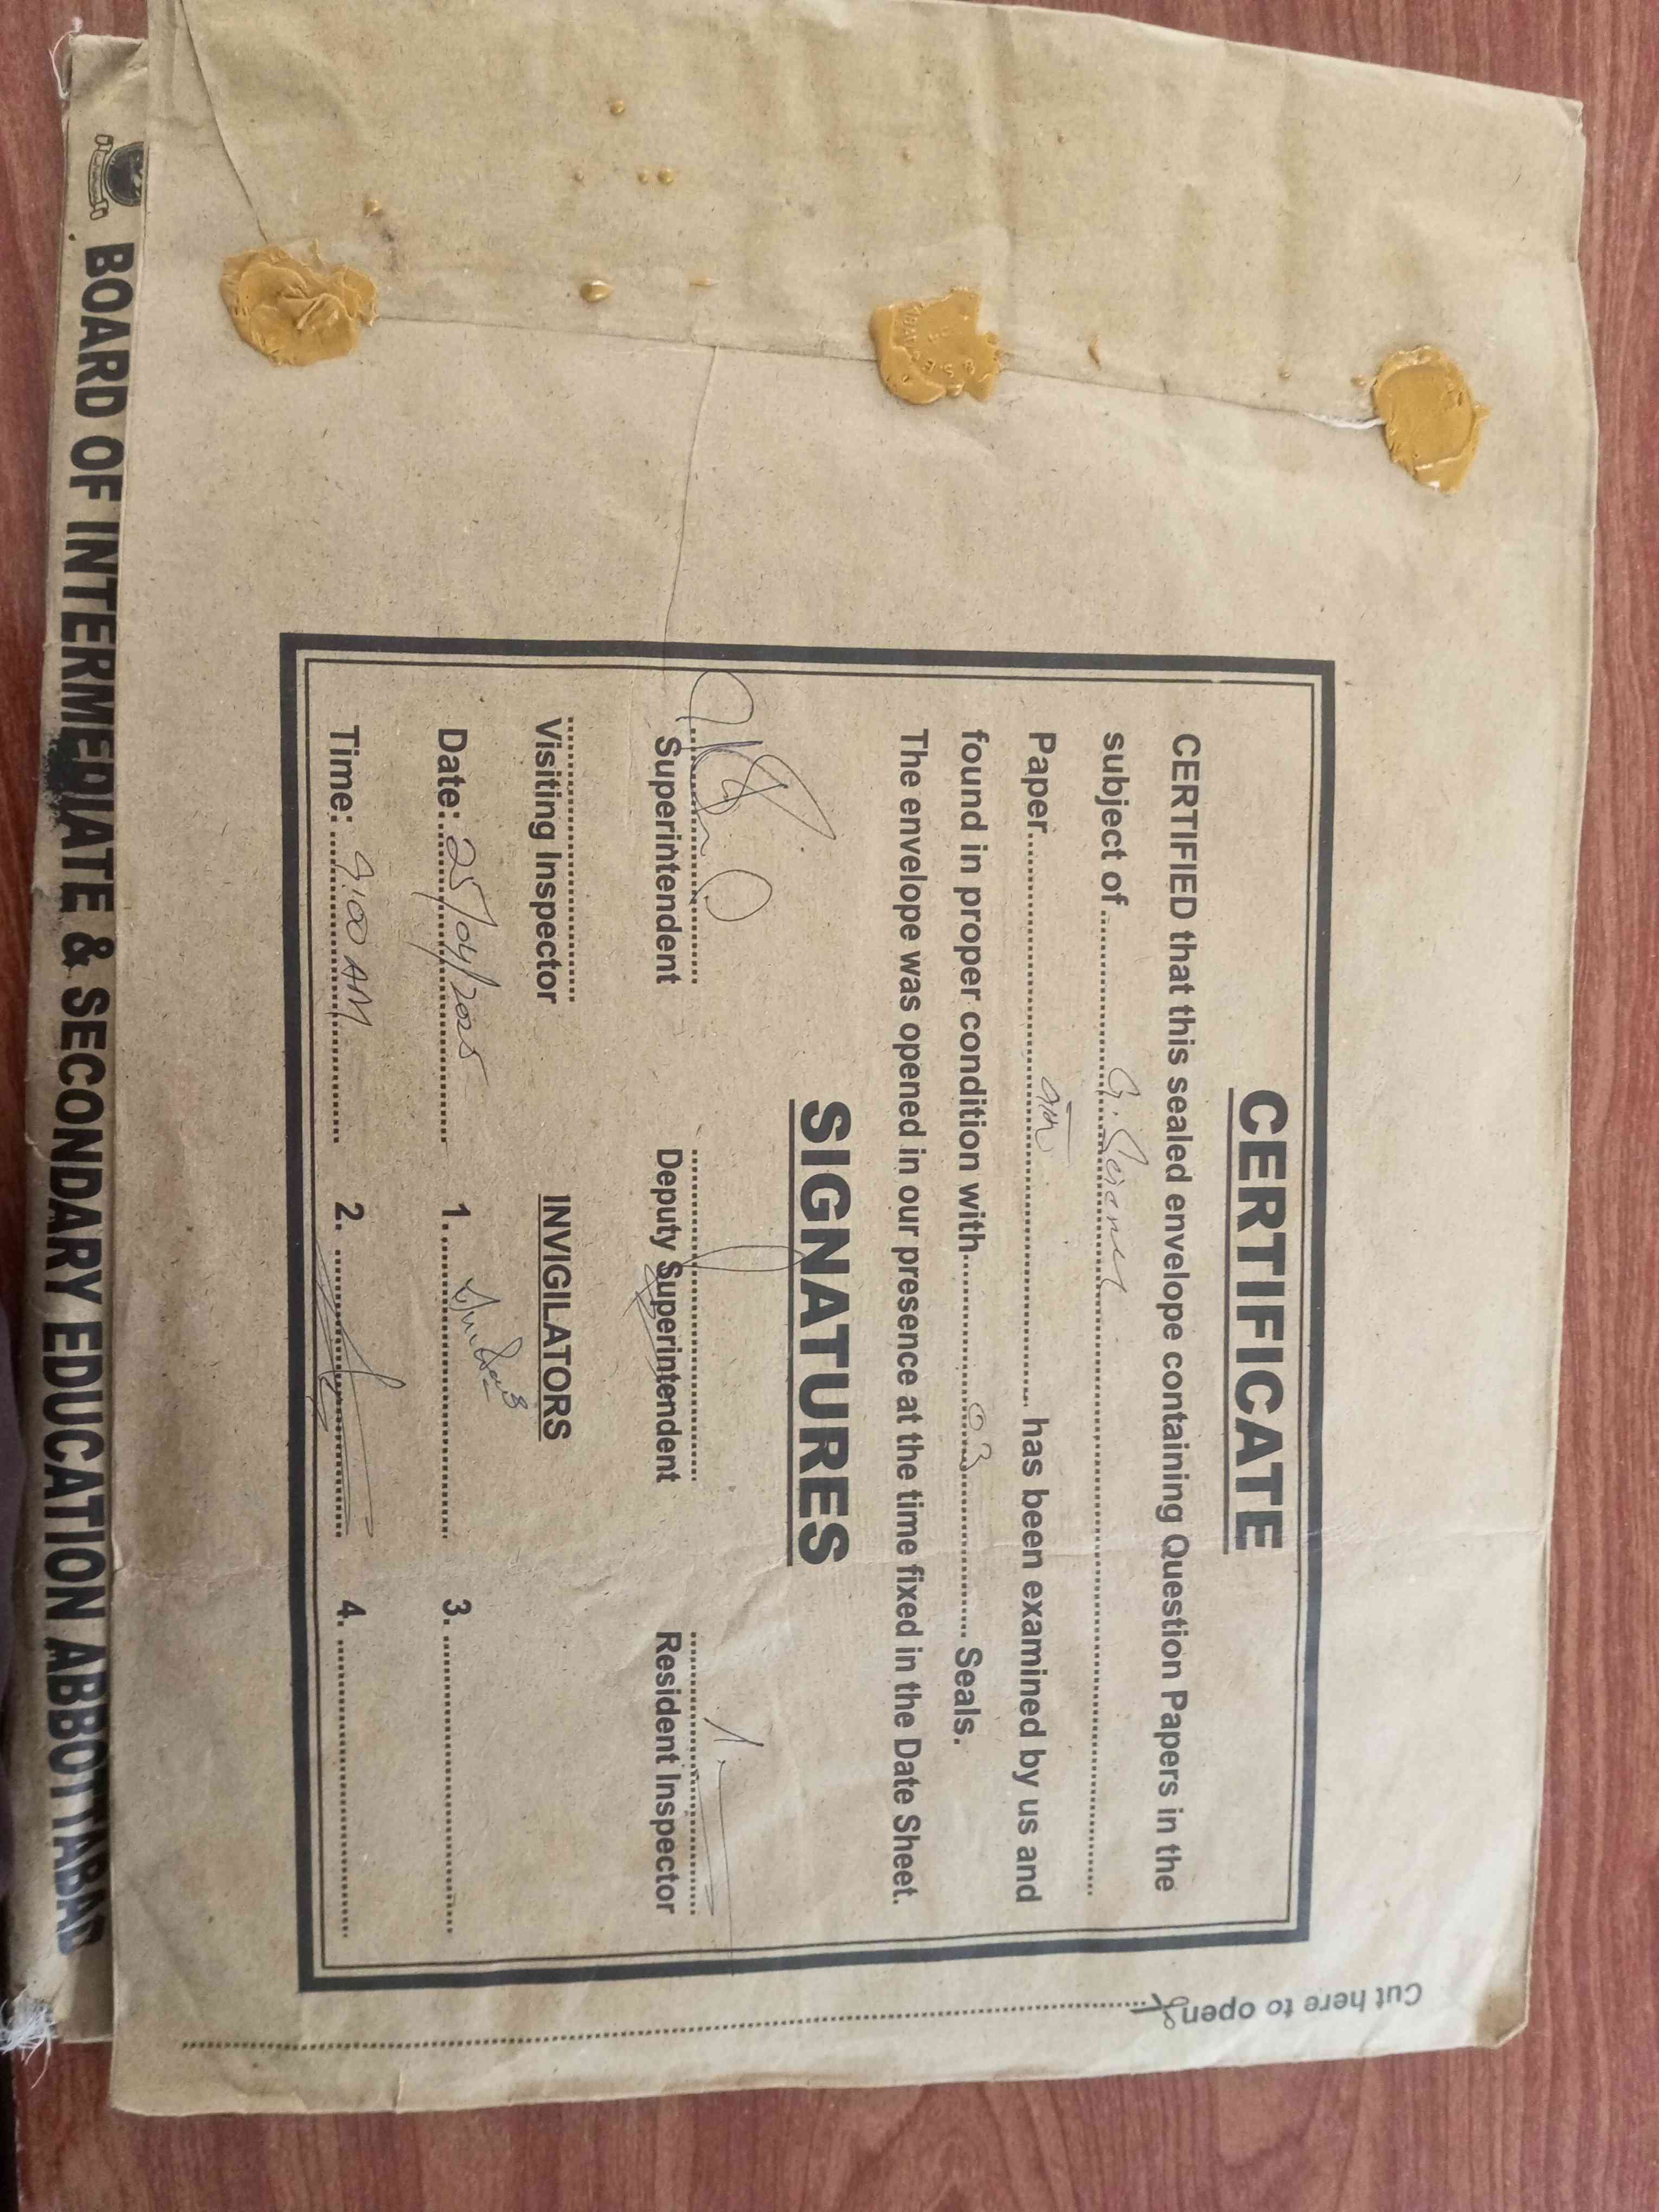 CERTIFICATE
CERTIFIED that this sealed envelope containing Question Papers in the
subject of .......... G. Science ..........
Paper .......... 9th .......... has been examined by us and
found in proper condition with .......... 03 .......... Seals.
The envelope was opened in our presence at the time fixed in the Date Sheet.
SIGNATURES
Superintendent Deputy Superintendent Resident Inspector
Visiting Inspector INVIGILATORS
Date: 25/04/2025 1. .......... 3. ..........
Time: 9:00 AM 2. .......... 4. ..........
Cut here to open
BOARD OF INTERMEDIATE & SECONDARY EDUCATION ABBOTTABAD